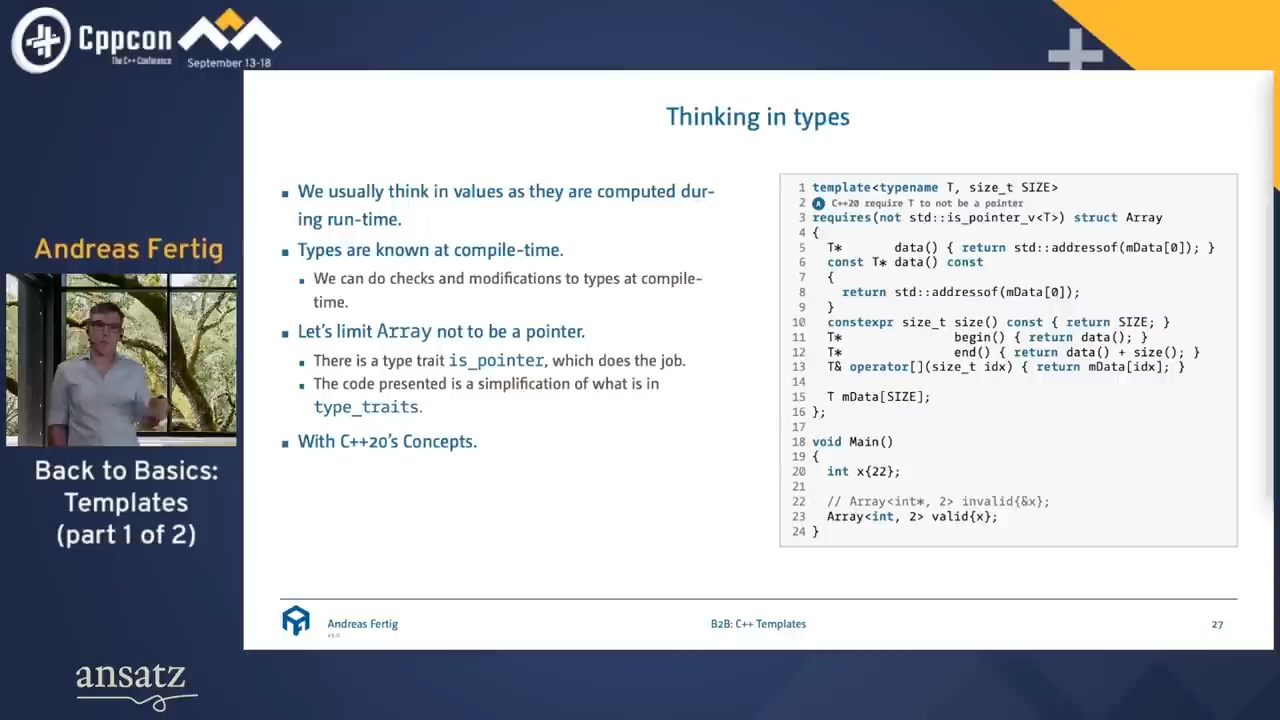 Cppcon
The C++ Conference
September 13-18
Andreas Fertig
Back to Basics:
Templates
(part 1 of 2)
ansatz
Thinking in types
We usually think in values as they are computed dur-
ing run-time.
Types are known at compile-time.
We can do checks and modifications to types at compile-
time.
Let's limit Array not to be a pointer.
There is a type trait is_pointer, which does the job.
The code presented is a simplification of what is in
type_traits.
With C++20's Concepts.
1 template<typename T, size_t SIZE>
2 A C++20 require T to not be a pointer
3 requires(not std::is_pointer_v<T>) struct Array
4 {
5 T* data() { return std::addressof(mData[0]); }
6 const T* data() const
7 {
8 return std::addressof(mData[0]);
9 }
10 constexpr size_t size() const { return SIZE; }
11 T* begin() { return data(); }
12 T* end() { return data() + size(); }
13 T& operator[](size_t idx) { return mData[idx]; }
14
15 T mData[SIZE];
16 };
17
18 void Main()
19 {
20 int x{22};
21
22 // Array<int*, 2> invalid{&x};
23 Array<int, 2> valid{x};
24 }
Andreas Fertig
B2B: C++ Templates
27